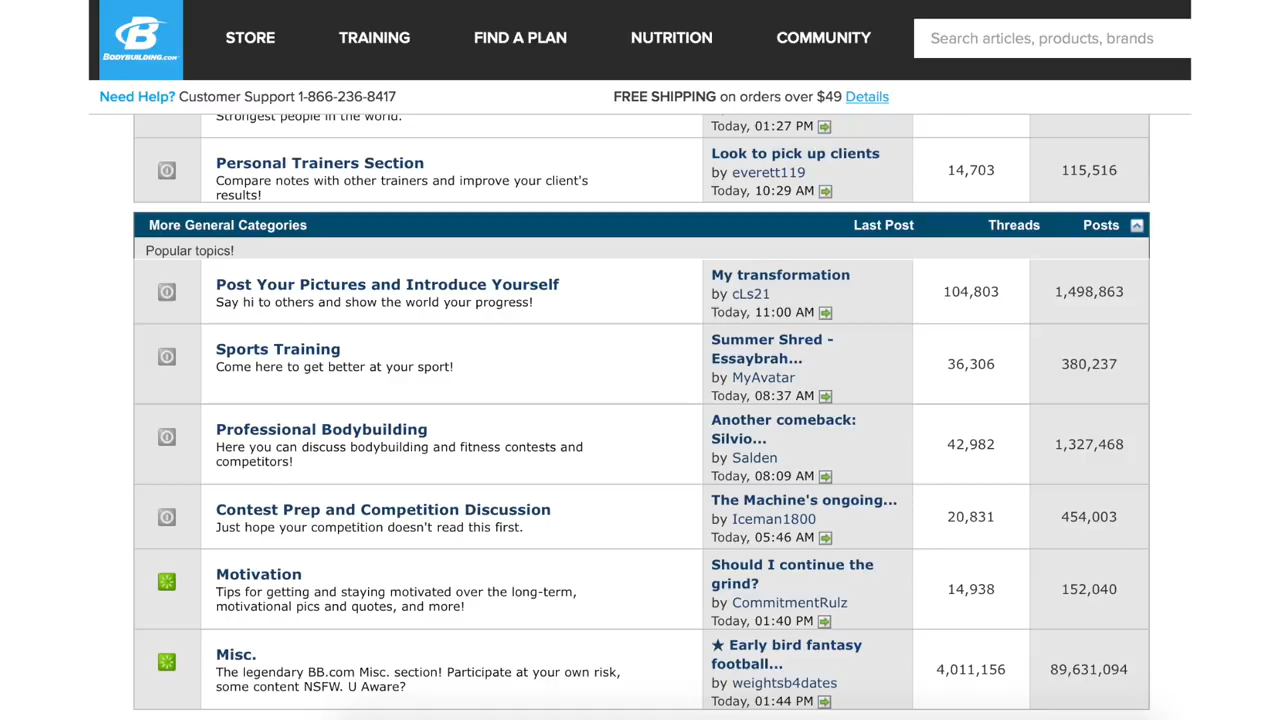 STORE
TRAINING
FIND A PLAN
NUTRITION
COMMUNITY
Search articles, products, brands
B
BODYBUILDING.com
Need Help? Customer Support 1-866-236-8417
FREE SHIPPING on orders over $49 Details
Strongest people in the world.
Today, 01:27 PM
Personal Trainers Section
Compare notes with other trainers and improve your client's
results!
Look to pick up clients
by everett119
Today, 10:29 AM
14,703
115,516
More General Categories
Last Post
Threads
Posts
Popular topics!
Post Your Pictures and Introduce Yourself
Say hi to others and show the world your progress!
My transformation
by cLs21
Today, 11:00 AM
104,803
1,498,863
Sports Training
Come here to get better at your sport!
Summer Shred -
Essaybrah...
by MyAvatar
Today, 08:37 AM
36,306
380,237
Professional Bodybuilding
Here you can discuss bodybuilding and fitness contests and
competitors!
Another comeback:
Silvio...
by Salden
Today, 08:09 AM
42,982
1,327,468
Contest Prep and Competition Discussion
Just hope your competition doesn't read this first.
The Machine's ongoing...
by Iceman1800
Today, 05:46 AM
20,831
454,003
Motivation
Tips for getting and staying motivated over the long-term,
motivational pics and quotes, and more!
Should I continue the
grind?
by CommitmentRulz
Today, 01:40 PM
14,938
152,040
Misc.
The legendary BB.com Misc. section! Participate at your own risk,
some content NSFW. U Aware?
★ Early bird fantasy
football...
by weightsb4dates
Today, 01:44 PM
4,011,156
89,631,094